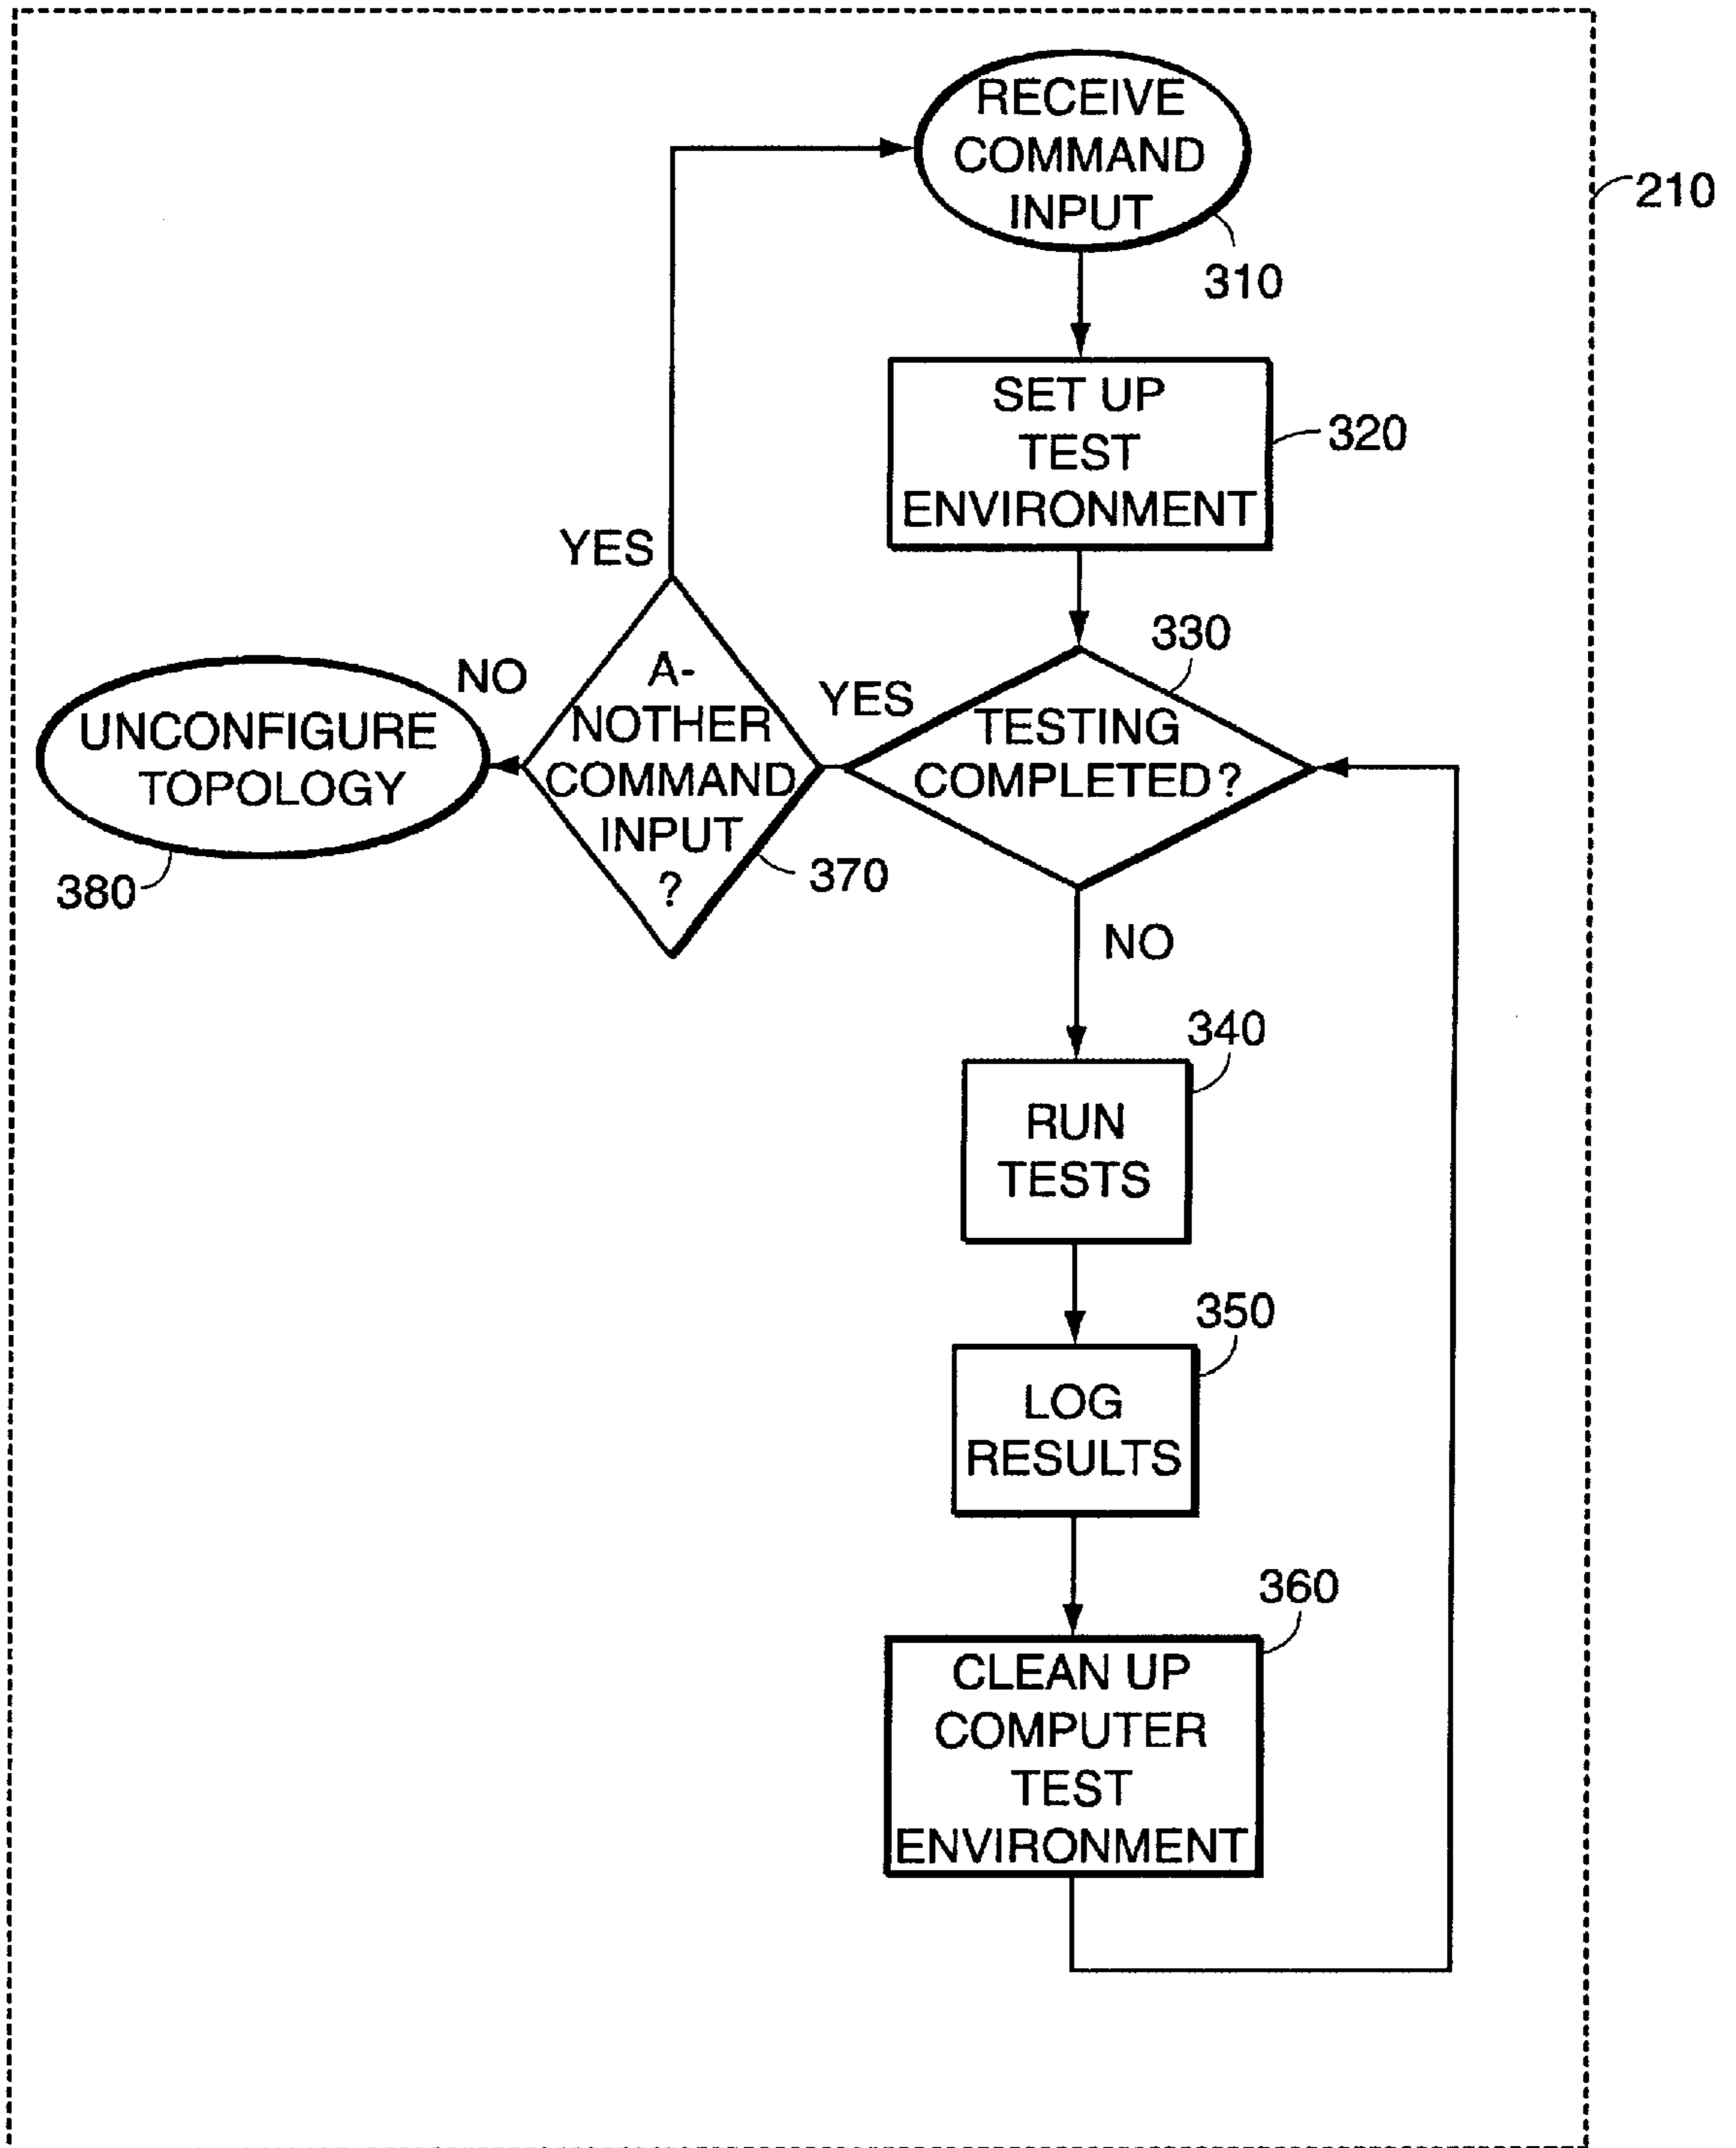 RECEIVE
COMMAND
INPUT
210
310
SET UP
TEST
ENVIRONMENT
320
YES
330
NO
A-
NOTHER
COMMAND
INPUT
?
YES
TESTING
COMPLETED?
UNCONFIGURE
TOPOLOGY
370
380
NO
340
RUN
TESTS
350
LOG
RESULTS
360
CLEAN UP
COMPUTER
TEST
ENVIRONMENT